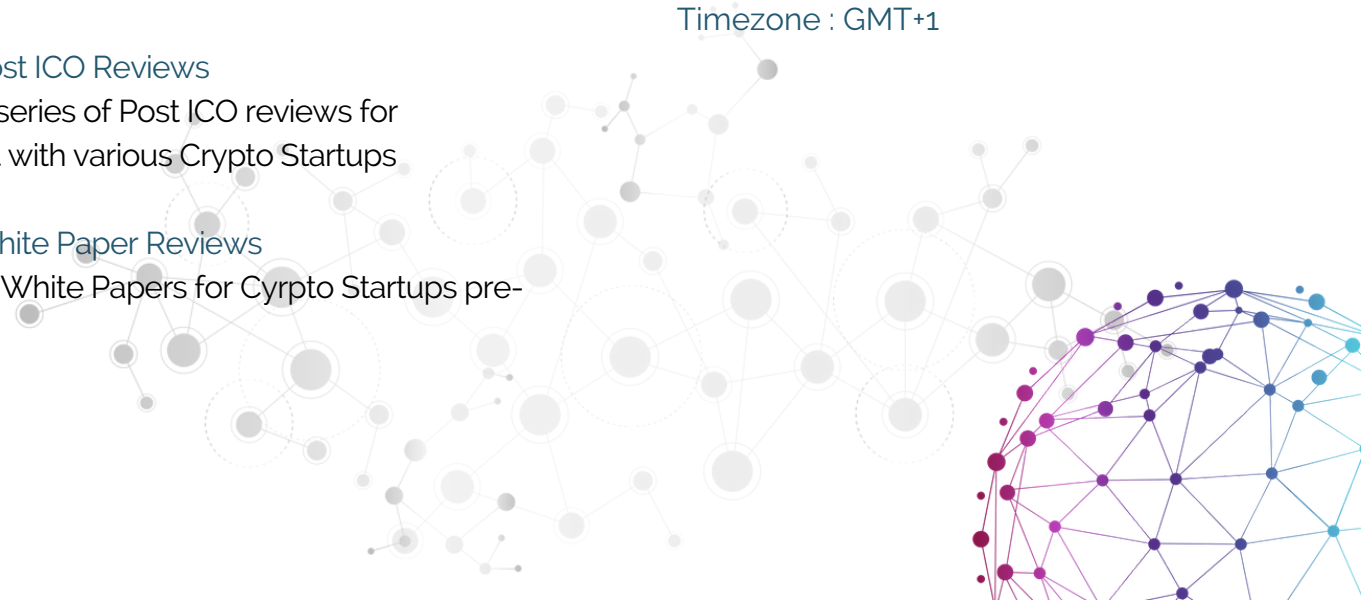 Timezone : GMT+1
ost ICO Reviews
series of Post ICO reviews for
with various Crypto Startups
hite Paper Reviews
White Papers for Cyrpto Startups pre-